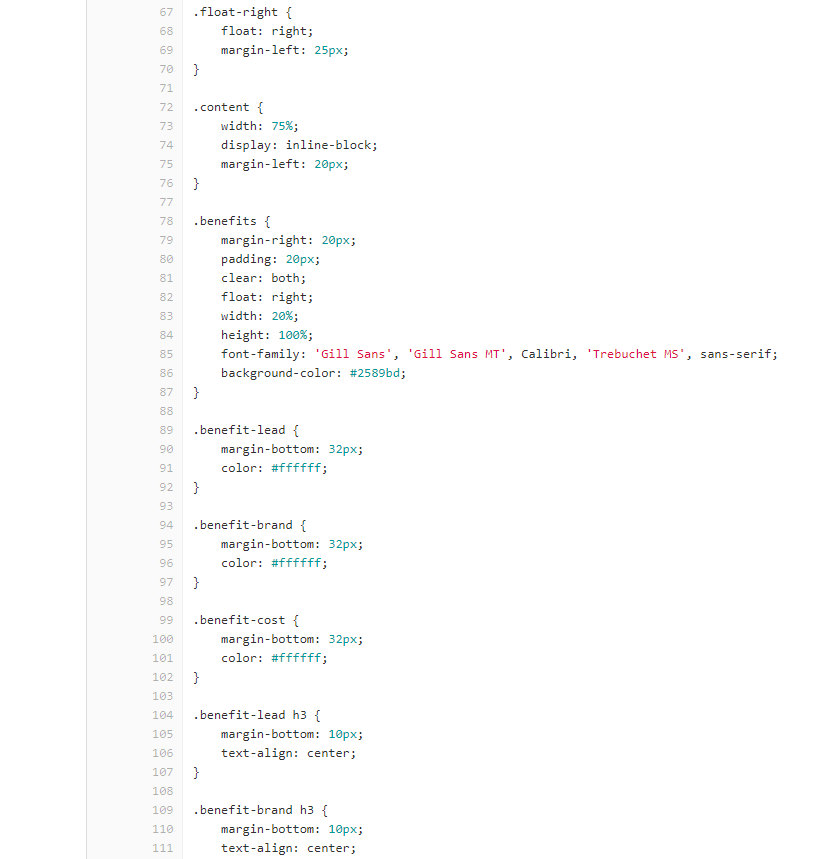 67 .float-right {
68     float: right;
69     margin-left: 25px;
70 }
71
72 .content {
73     width: 75%;
74     display: inline-block;
75     margin-left: 20px;
76 }
77
78 .benefits {
79     margin-right: 20px;
80     padding: 20px;
81     clear: both;
82     float: right;
83     width: 20%;
84     height: 100%;
85     font-family: 'Gill Sans', 'Gill Sans MT', Calibri, 'Trebuchet MS', sans-serif;
86     background-color: #2589bd;
87 }
88
89 .benefit-lead {
90     margin-bottom: 32px;
91     color: #ffffff;
92 }
93
94 .benefit-brand {
95     margin-bottom: 32px;
96     color: #ffffff;
97 }
98
99 .benefit-cost {
100     margin-bottom: 32px;
101     color: #ffffff;
102 }
103
104 .benefit-lead h3 {
105     margin-bottom: 10px;
106     text-align: center;
107 }
108
109 .benefit-brand h3 {
110     margin-bottom: 10px;
111     text-align: center;